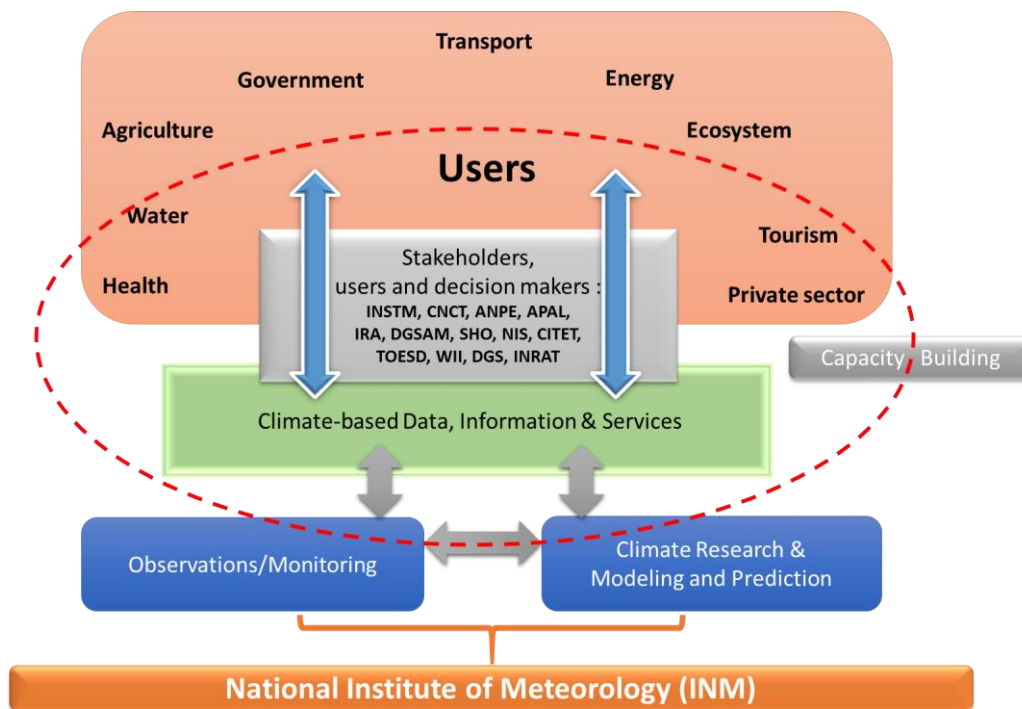 Transport
Government
Energy
Agriculture
Ecosystem
Users
Water
Tourism
Health
Private sector
Stakeholders,
users and decision makers :
INSTM, CNCT, ANPE, APAL,
IRA, DGSAM, SHO, NIS, CITET,
TOESD, WII, DGS, INRAT
Capacity Building
Climate-based Data, Information & Services
Observations/Monitoring
Climate Research &
Modeling and Prediction
National Institute of Meteorology (INM)